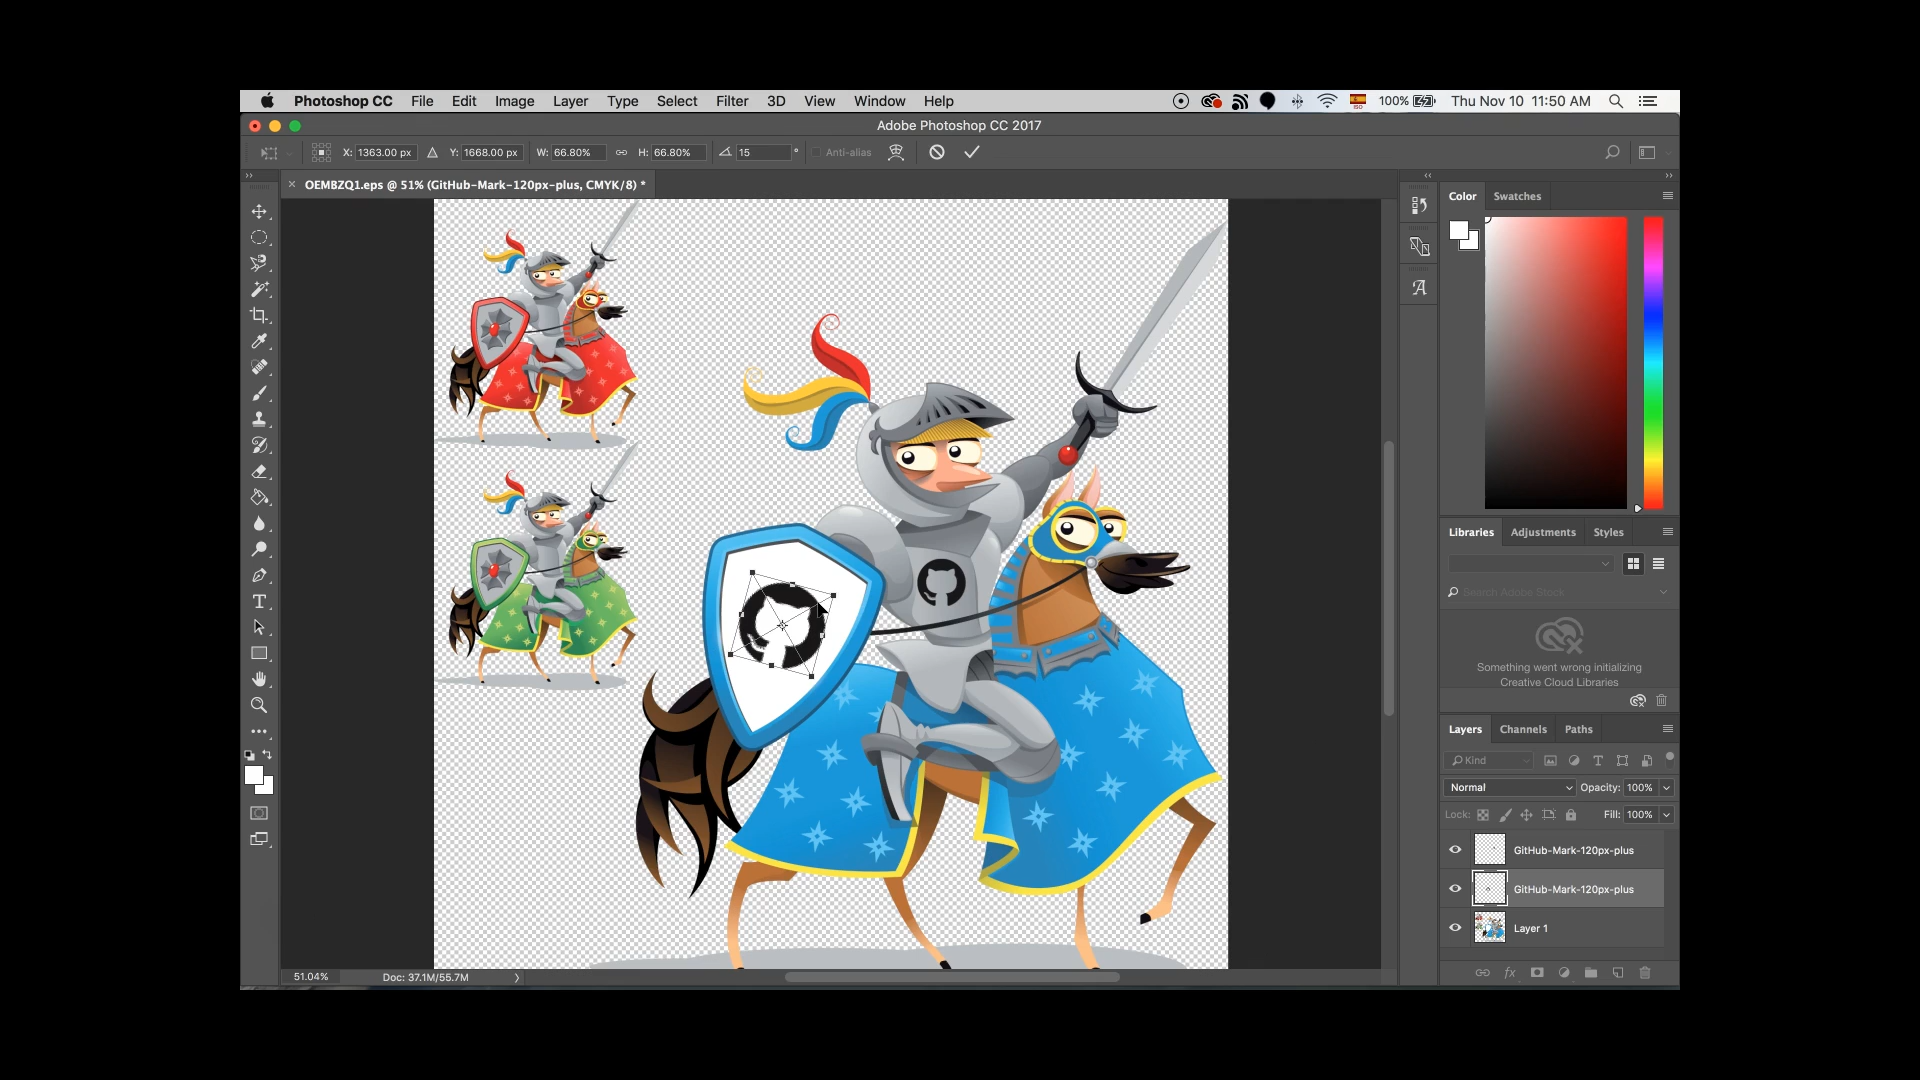 Photoshop CC File Edit Image Layer Type Select Filter 3D View Window Help ISO 100% Thu Nov 10 11:50 AM
Adobe Photoshop CC 2017
X: 1363.00 px Y: 1668.00 px W: 66.80% H: 66.80% 15 ° Anti-alias
OEMBZQ1.eps @ 51% (GitHub-Mark-120px-plus, CMYK/8) *
Color Swatches
Libraries Adjustments Styles
Search Adobe Stock
Something went wrong initializing
Creative Cloud Libraries
Layers Channels Paths
Kind
Normal Opacity: 100%
Lock: Fill: 100%
GitHub-Mark-120px-plus
GitHub-Mark-120px-plus
Layer 1
51.04% Doc: 37.1M/55.7M